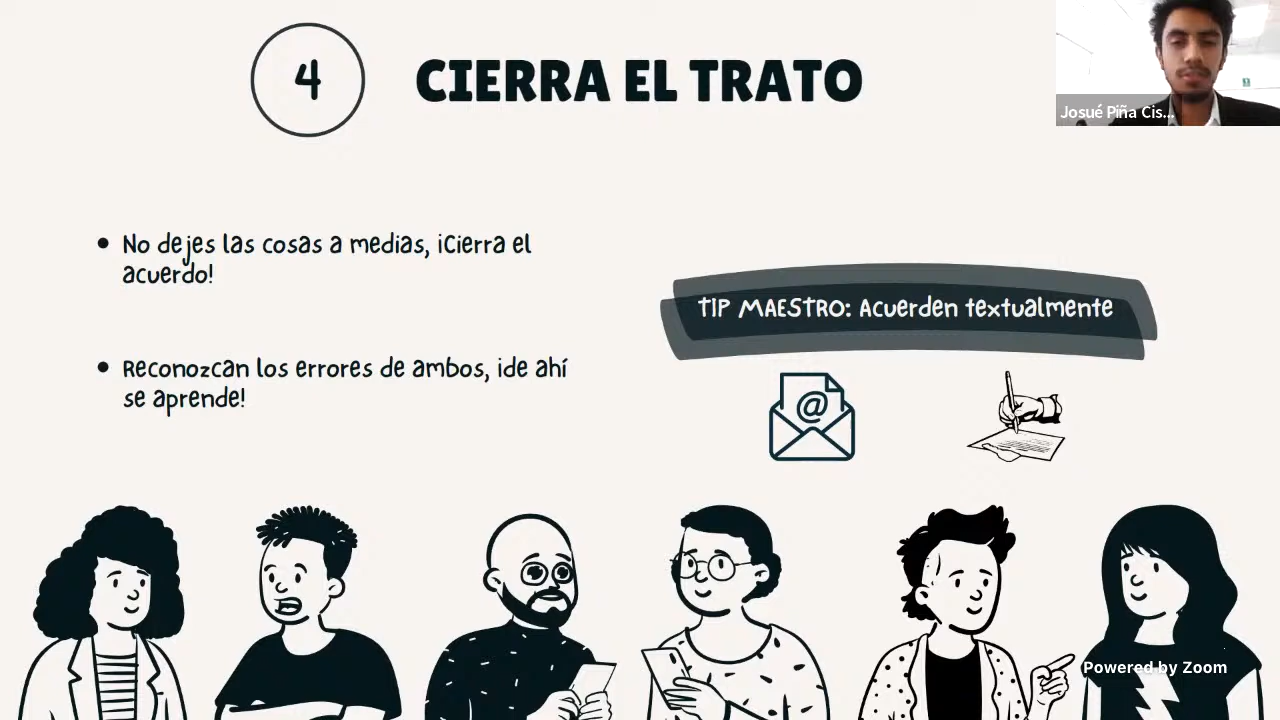 4
CIERRA EL TRATO
Josué Piña Cis...
No dejes las cosas a medias, ¡Cierra el
acuerdo!
TIP MAESTRO: Acuerden textualmente
Reconozcan los errores de ambos, ¡de ahí
se aprende!
@
Powered by Zoom